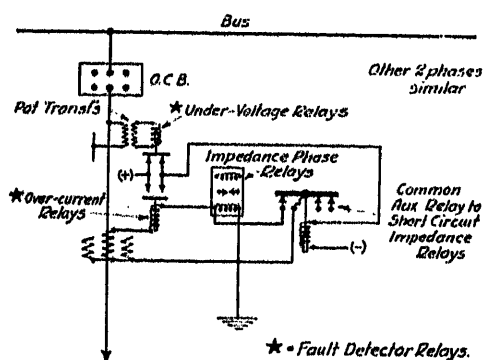 Bus
O.C.B.
Other 2 phases
similar
Pot Transf's
★ Under-Voltage Relays
Impedance Phase
Relays
(+)
★ Over-current
Relays
Common
Aux Relay to
Short Circuit
Impedance
Relays
(-)
★ = Fault Detector Relays.